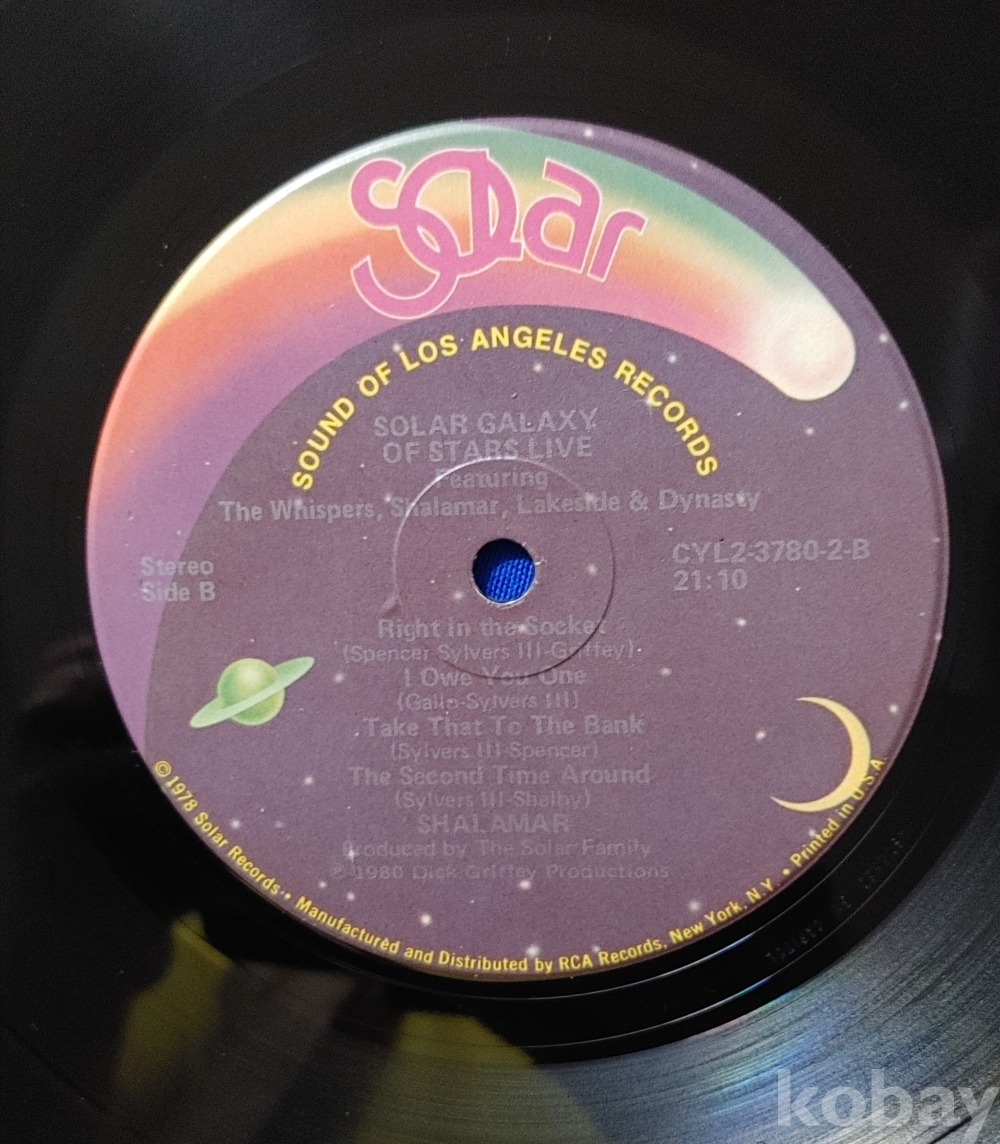 solar
SOUND OF LOS ANGELES RECORDS
SOLAR GALAXY
OF STARS LIVE
Featuring
The Whispers, Shalamar, Lakeside & Dynasty
Stereo
Side B
CYL2-3780-2-B
21:10
Right in the Socket
(Spencer Sylvers III-Griffey)
I Owe You One
(Gallo-Sylvers III)
Take That To The Bank
(Sylvers III-Spencer)
The Second Time Around
(Sylvers III-Shelby)
SHALAMAR
Produced by The Solar Family
℗ 1980 Dick Griffey Productions
© 1978 Solar Records • Manufactured and Distributed by RCA Records, New York, N.Y. • Printed in U.S.A.
kobay